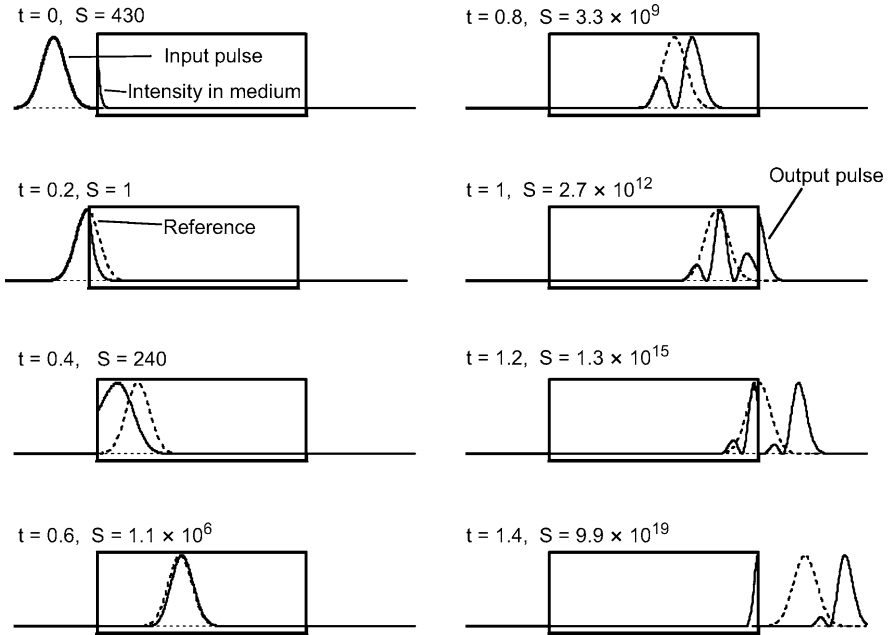 t = 0, S = 430
Input pulse
Intensity in medium
t = 0.2, S = 1
Reference
t = 0.4, S = 240
t = 0.6, S = 1.1 × 10⁶
t = 0.8, S = 3.3 × 10⁹
t = 1, S = 2.7 × 10¹²
Output pulse
t = 1.2, S = 1.3 × 10¹⁵
t = 1.4, S = 9.9 × 10¹⁹